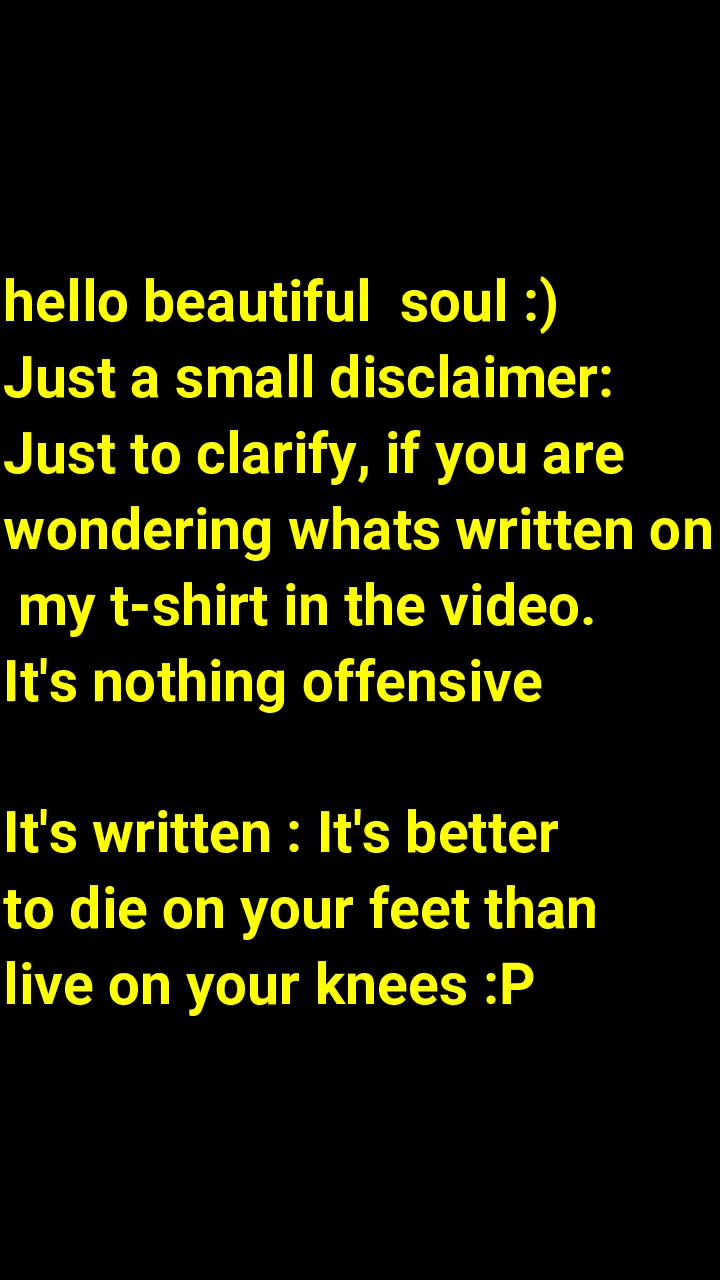 hello beautiful  soul :)
Just a small disclaimer:
Just to clarify, if you are
wondering whats written on
my t-shirt in the video.
It's nothing offensive
It's written : It's better
to die on your feet than
live on your knees :P